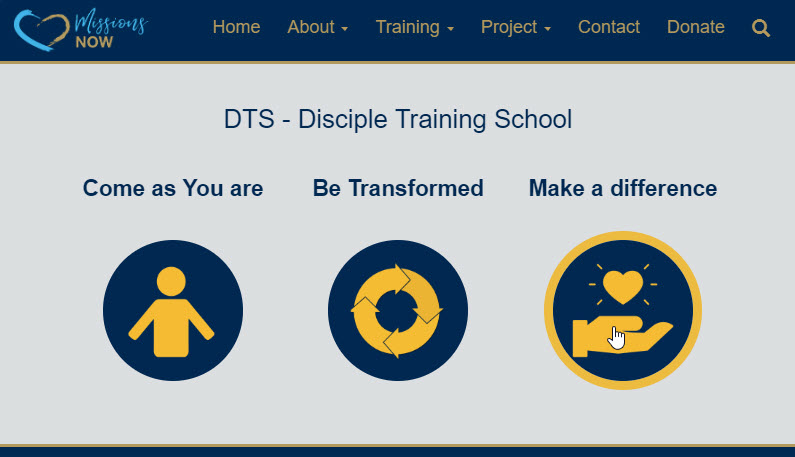 Missions
NOW
Home About Training Project Contact Donate
DTS - Disciple Training School
Come as You are Be Transformed Make a difference